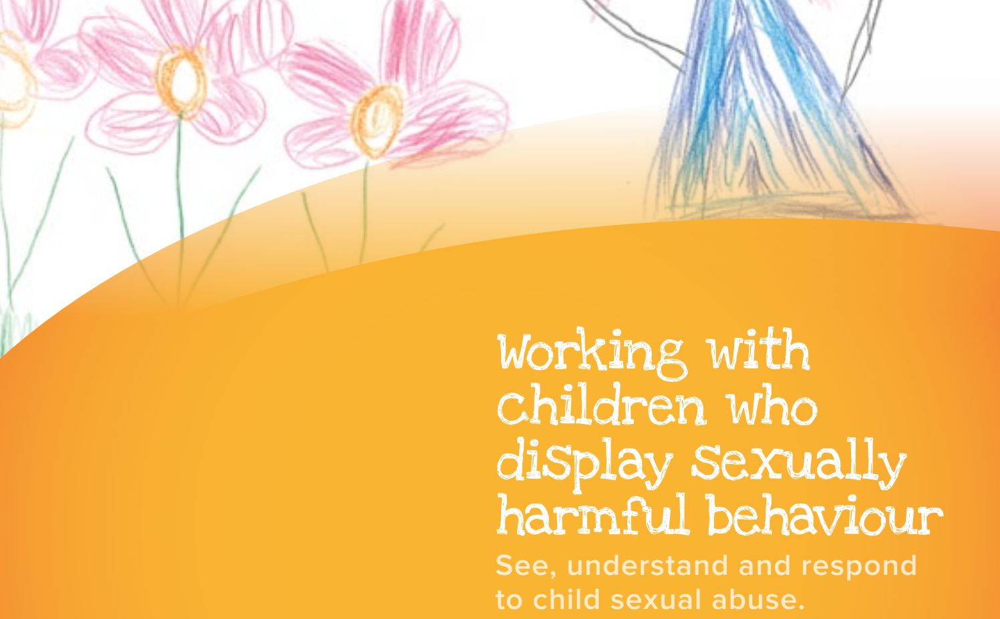 Working with
children who
display sexually
harmful behaviour
See, understand and respond
to child sexual abuse.